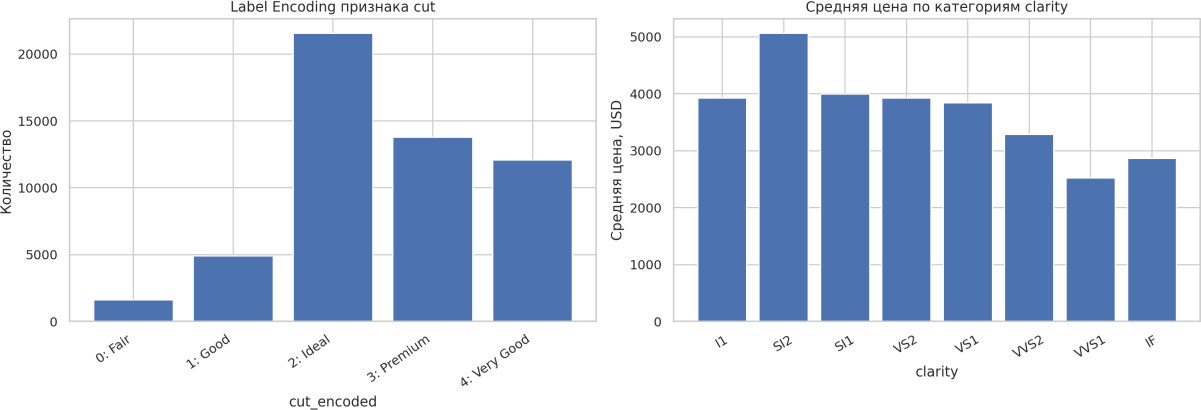 Label Encoding признака cut
Количество
20000
15000
10000
5000
0
0: Fair
1: Good
2: Ideal
3: Premium
4: Very Good
cut_encoded
Средняя цена по категориям clarity
Средняя цена, USD
5000
4000
3000
2000
1000
0
I1
SI2
SI1
VS2
VS1
VVS2
VVS1
IF
clarity